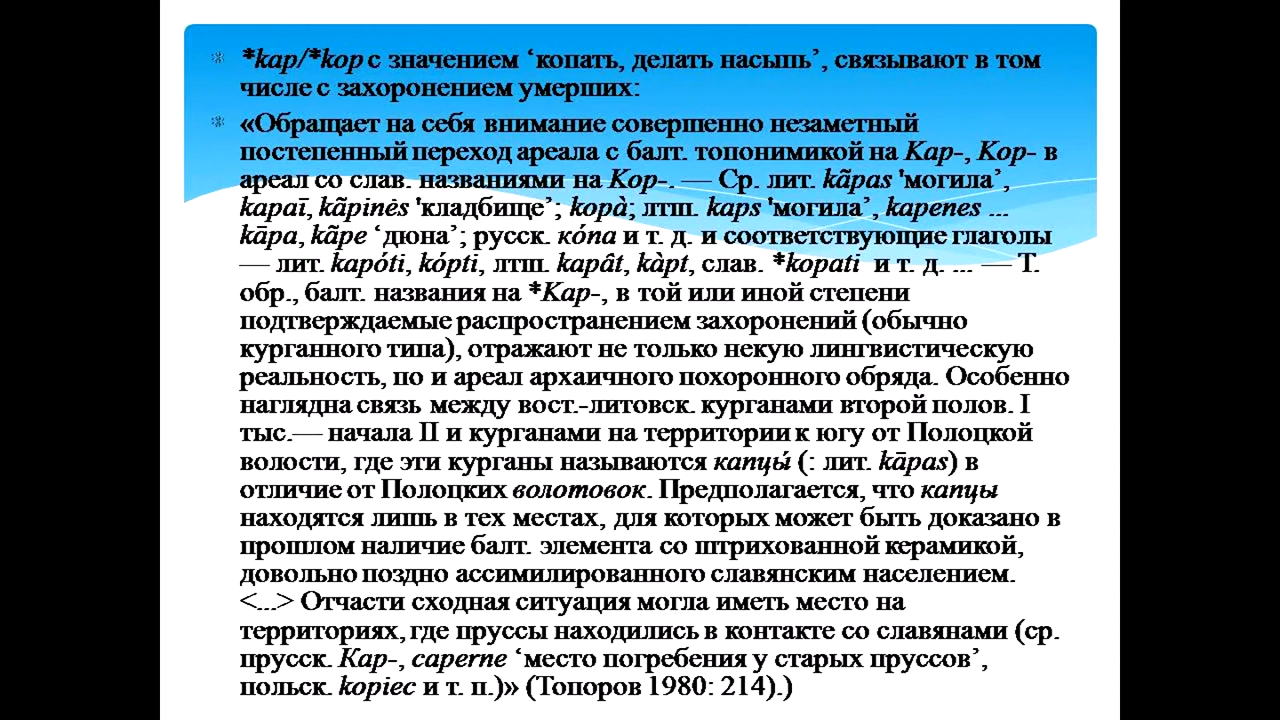 *kap/*kop с значением ‘копать, делать насыпь’, связывают в том
числе с захоронением умерших:
«Обращает на себя внимание совершенно незаметный
постепенный переход ареала с балт. топонимикой на Kap-, Kop- в
ареал со слав. названиями на Kop-. — Ср. лит. kãpas 'могила’,
kapaĩ, kãpinės 'кладбище’; kopà; лтш. kaps 'могила’, kapenes ...
kāpa, kãpe ‘дюна’; русск. ко́па и т. д. и соответствующие глаголы
— лит. kapóti, kópti, лтш. kapât, kàpt, слав. *kopati и т. д. ... — Т.
обр., балт. названия на *Kap-, в той или иной степени
подтверждаемые распространением захоронений (обычно
курганного типа), отражают не только некую лингвистическую
реальность, по и ареал архаичного похоронного обряда. Особенно
наглядна связь между вост.-литовск. курганами второй полов. I
тыс.— начала II и курганами на территории к югу от Полоцкой
волости, где эти курганы называются капцы́ (: лит. kāpas) в
отличие от Полоцких волотовок. Предполагается, что капцы
находятся лишь в тех местах, для которых может быть доказано в
прошлом наличие балт. элемента со штрихованной керамикой,
довольно поздно ассимилированного славянским населением.
<...> Отчасти сходная ситуация могла иметь место на
территориях, где пруссы находились в контакте со славянами (ср.
прусск. Кар-, caperne ‘место погребения у старых пруссов’,
польск. kopiec и т. п.)» (Топоров 1980: 214).)